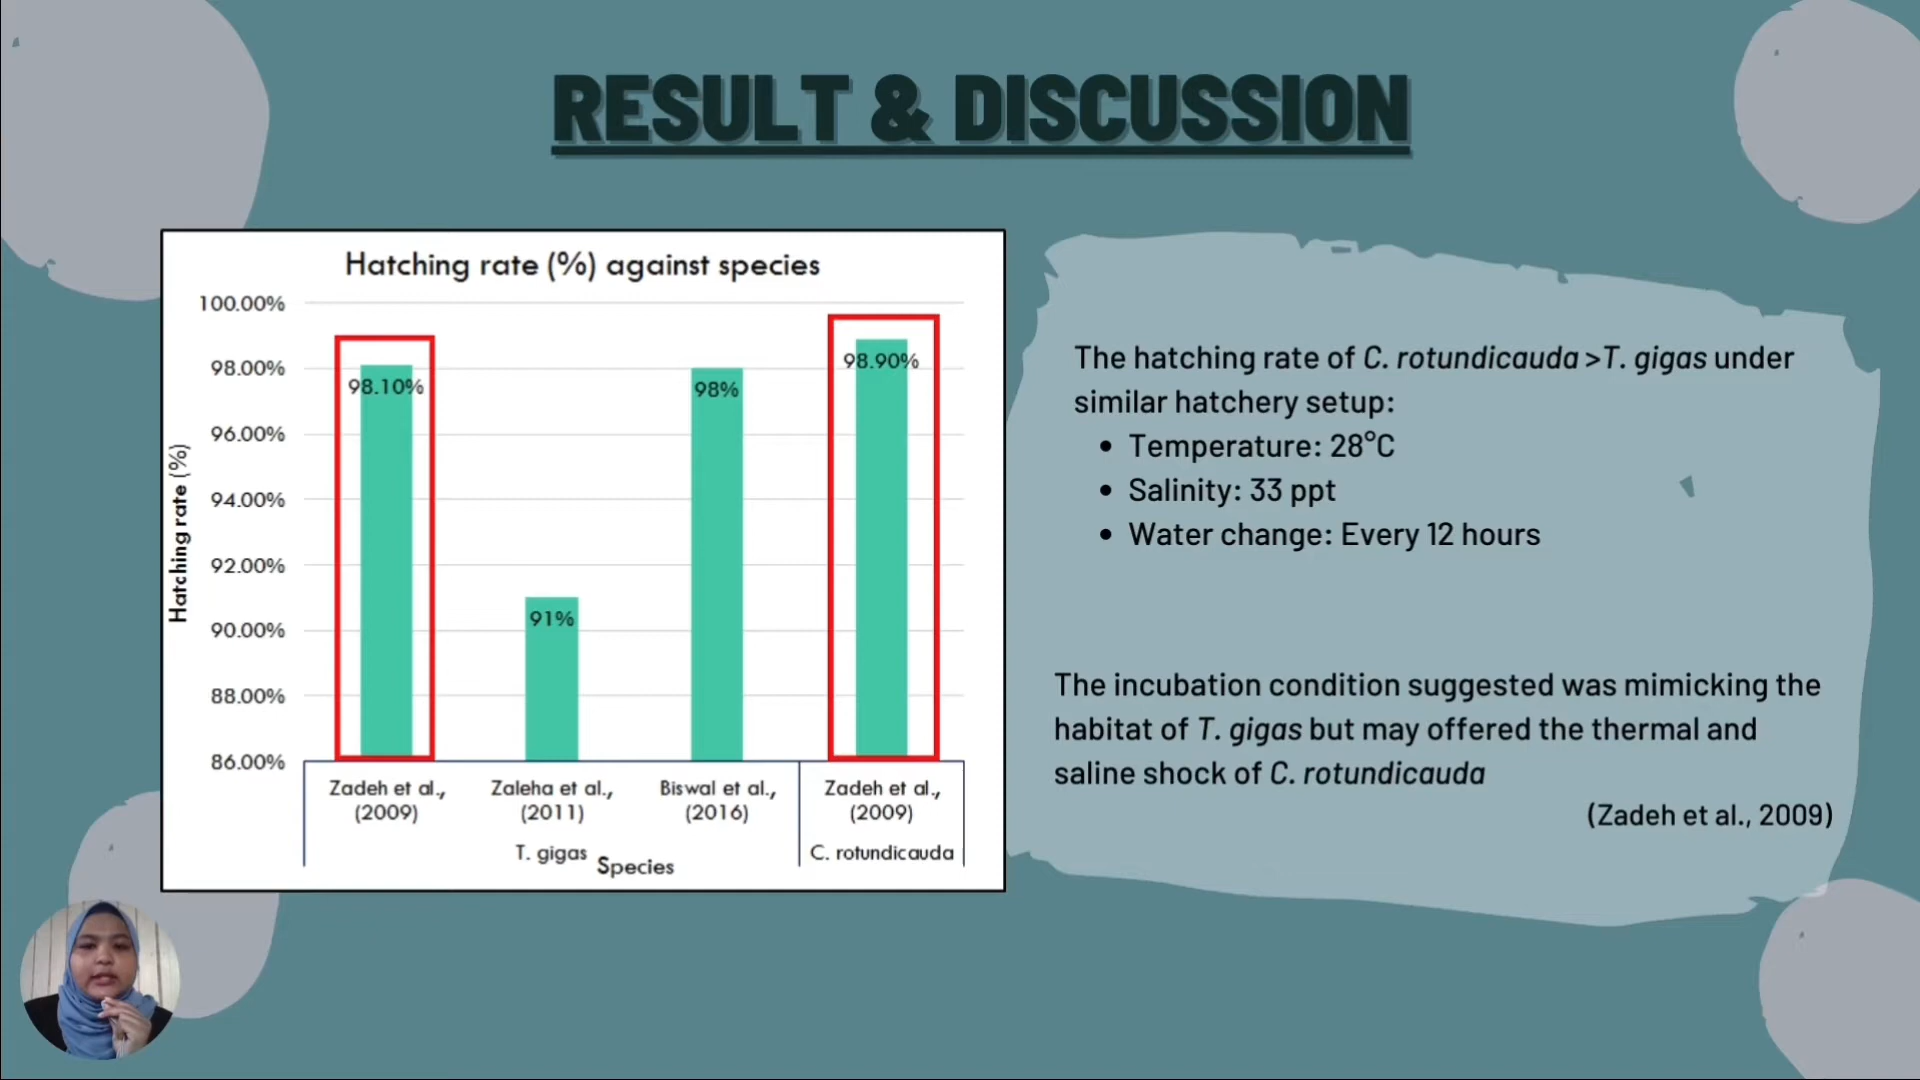 RESULT & DISCUSSION
Hatching rate (%) against species
100.00%
98.00%
96.00%
94.00%
92.00%
90.00%
88.00%
86.00%
Hatching rate (%)
98.10%
91%
98%
98.90%
Zadeh et al., (2009)
Zaleha et al., (2011)
Biswal et al., (2016)
Zadeh et al., (2009)
T. gigas
C. rotundicauda
Species
The hatching rate of C. rotundicauda >T. gigas under
similar hatchery setup:
• Temperature: 28°C
• Salinity: 33 ppt
• Water change: Every 12 hours
The incubation condition suggested was mimicking the
habitat of T. gigas but may offered the thermal and
saline shock of C. rotundicauda
(Zadeh et al., 2009)